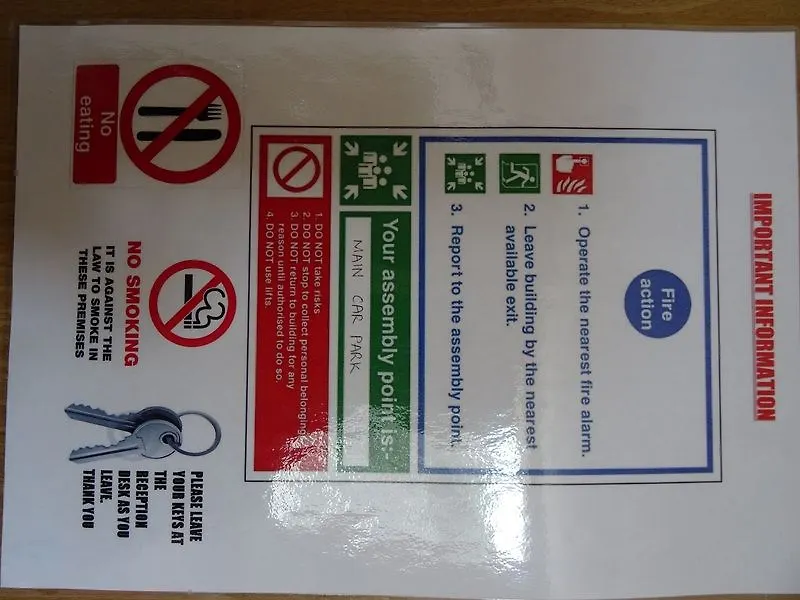 IMPORTANT INFORMATION
Fire
action
1. Operate the nearest fire alarm.
2. Leave building by the nearest
available exit.
3. Report to the assembly point.
Your assembly point is:-
MAIN CAR PARK
1. DO NOT take risks
2. DO NOT stop to collect personal belongings
3. DO NOT return to building for any
reason until authorised to do so.
4. DO NOT use lifts
No
eating
NO SMOKING
IT IS AGAINST THE
LAW TO SMOKE IN
THESE PREMISES
PLEASE LEAVE
YOUR KEYS AT
THE
RECEPTION
DESK AS YOU
LEAVE.
THANK YOU